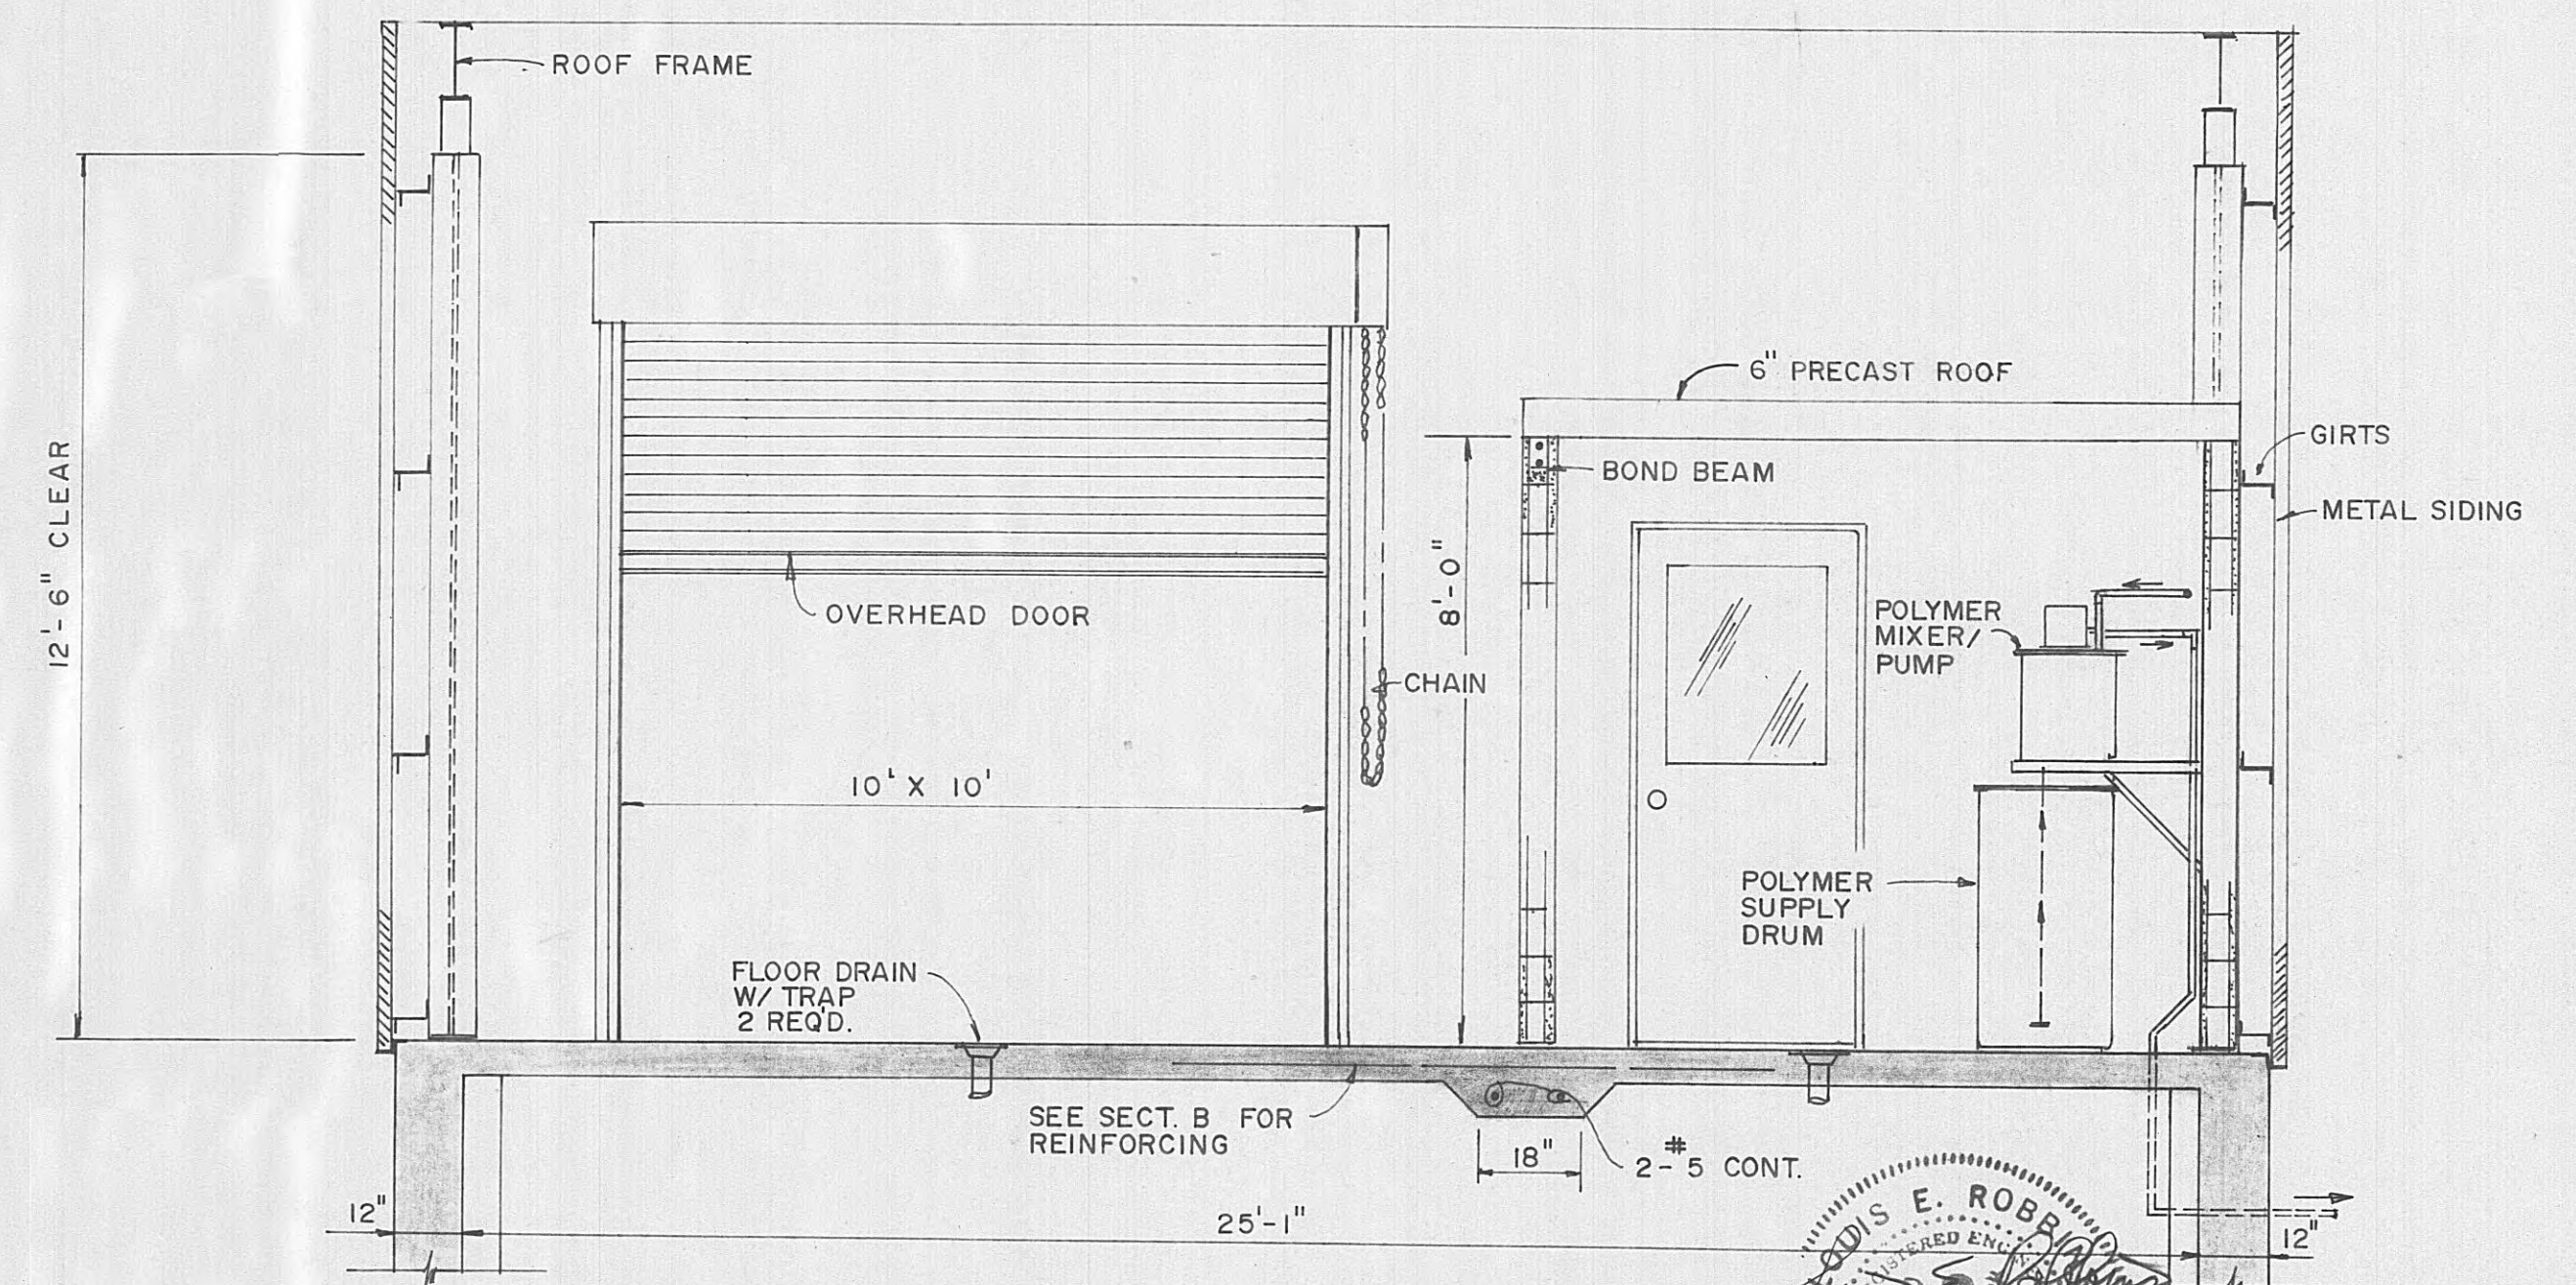 ROOF FRAME
12'-6" CLEAR
6" PRECAST ROOF
GIRTS
BOND BEAM
METAL SIDING
8'-0"
OVERHEAD DOOR
POLYMER
MIXER/
PUMP
CHAIN
10' X 10'
POLYMER
SUPPLY
DRUM
FLOOR DRAIN
W/ TRAP
2 REQ'D.
SEE SECT. B FOR
REINFORCING
18"
2-#5 CONT.
12"
25'-1"
12"
E. ROBB